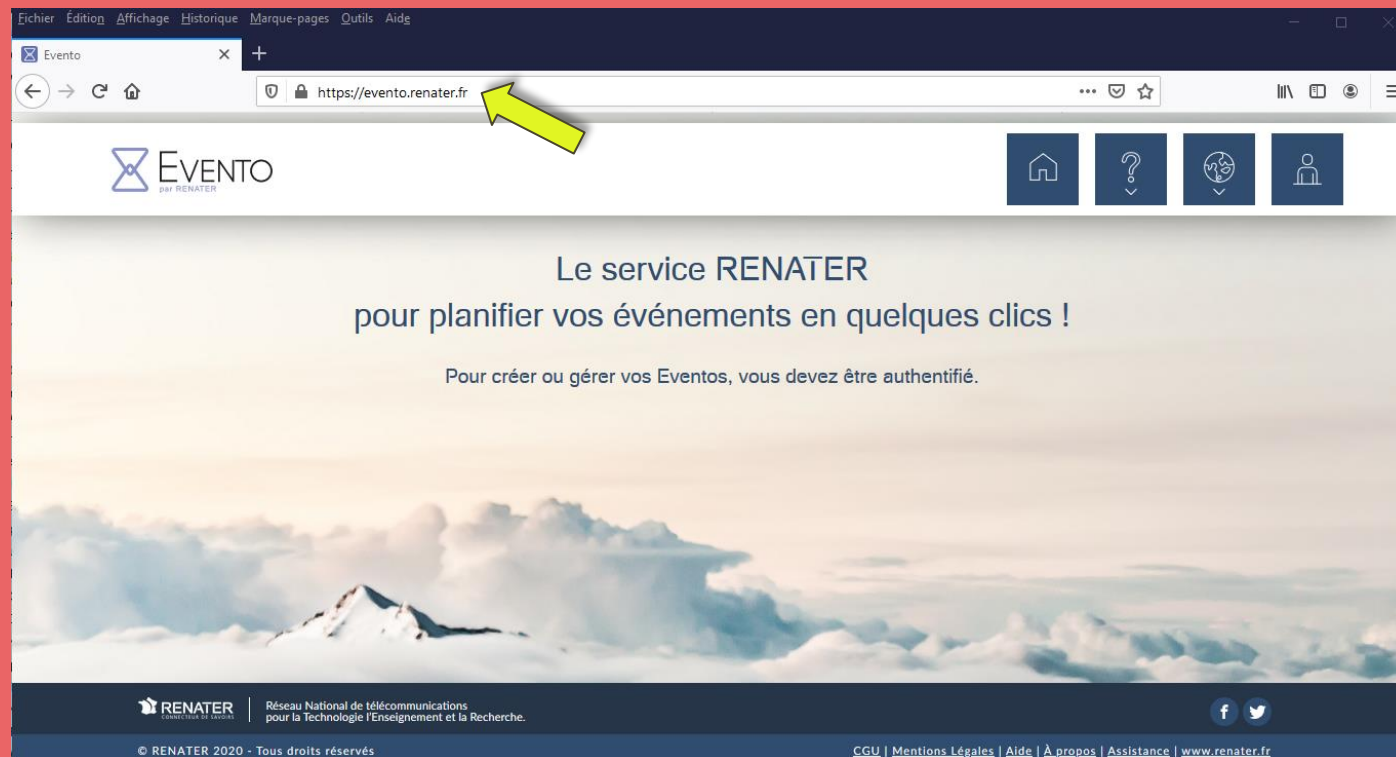 Fichier Édition Affichage Historique Marque-pages Outils Aide
Evento
https://evento.renater.fr
EVENTO
par RENATER
Le service RENATER
pour planifier vos événements en quelques clics !
Pour créer ou gérer vos Eventos, vous devez être authentifié.
RENATER
CONNECTEUR DE SAVOIRS
Réseau National de télécommunications
pour la Technologie l'Enseignement et la Recherche.
© RENATER 2020 - Tous droits réservés
CGU | Mentions Légales | Aide | À propos | Assistance | www.renater.fr